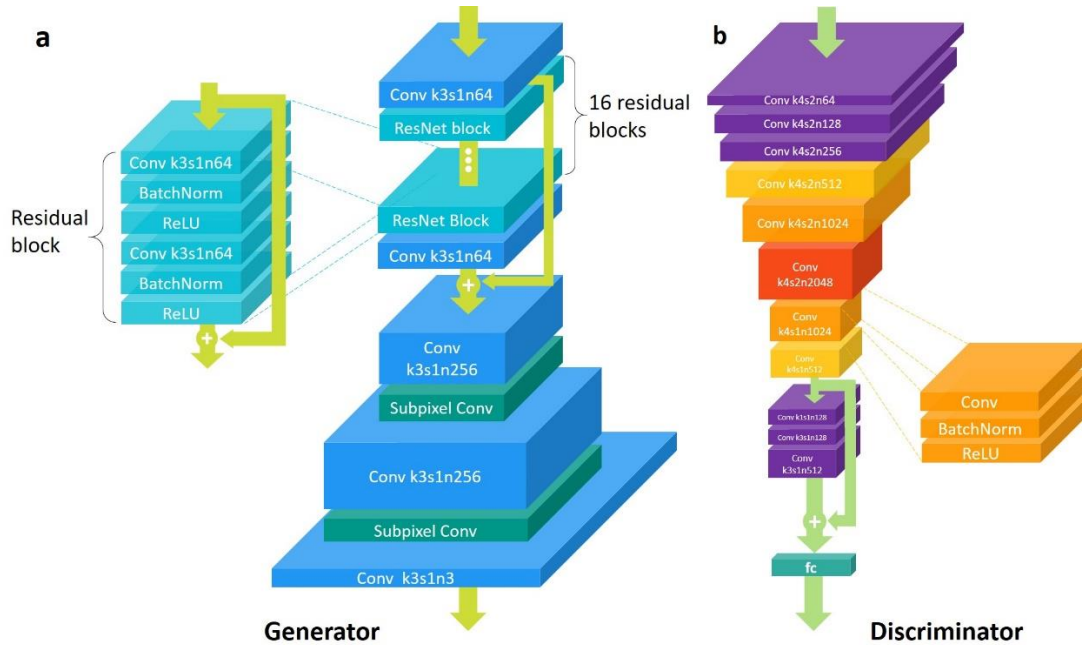 a
Conv k3s1n64
BatchNorm
ReLU
Conv k3s1n64
BatchNorm
ReLU
Residual
block
+
Conv k3s1n64
ResNet block
ResNet Block
Conv k3s1n64
16 residual
blocks
+
Conv
k3s1n256
Subpixel Conv
Conv k3s1n256
Subpixel Conv
Conv k3s1n3
Generator
b
Conv k4s2n64
Conv k4s2n128
Conv k4s2n256
Conv k4s2n512
Conv k4s2n1024
Conv
k4s2n2048
Conv
k4s1n1024
Conv
k4s1n512
Conv k1s1n128
Conv k3s1n128
Conv
k3s1n512
+
fc
Conv
BatchNorm
ReLU
Discriminator